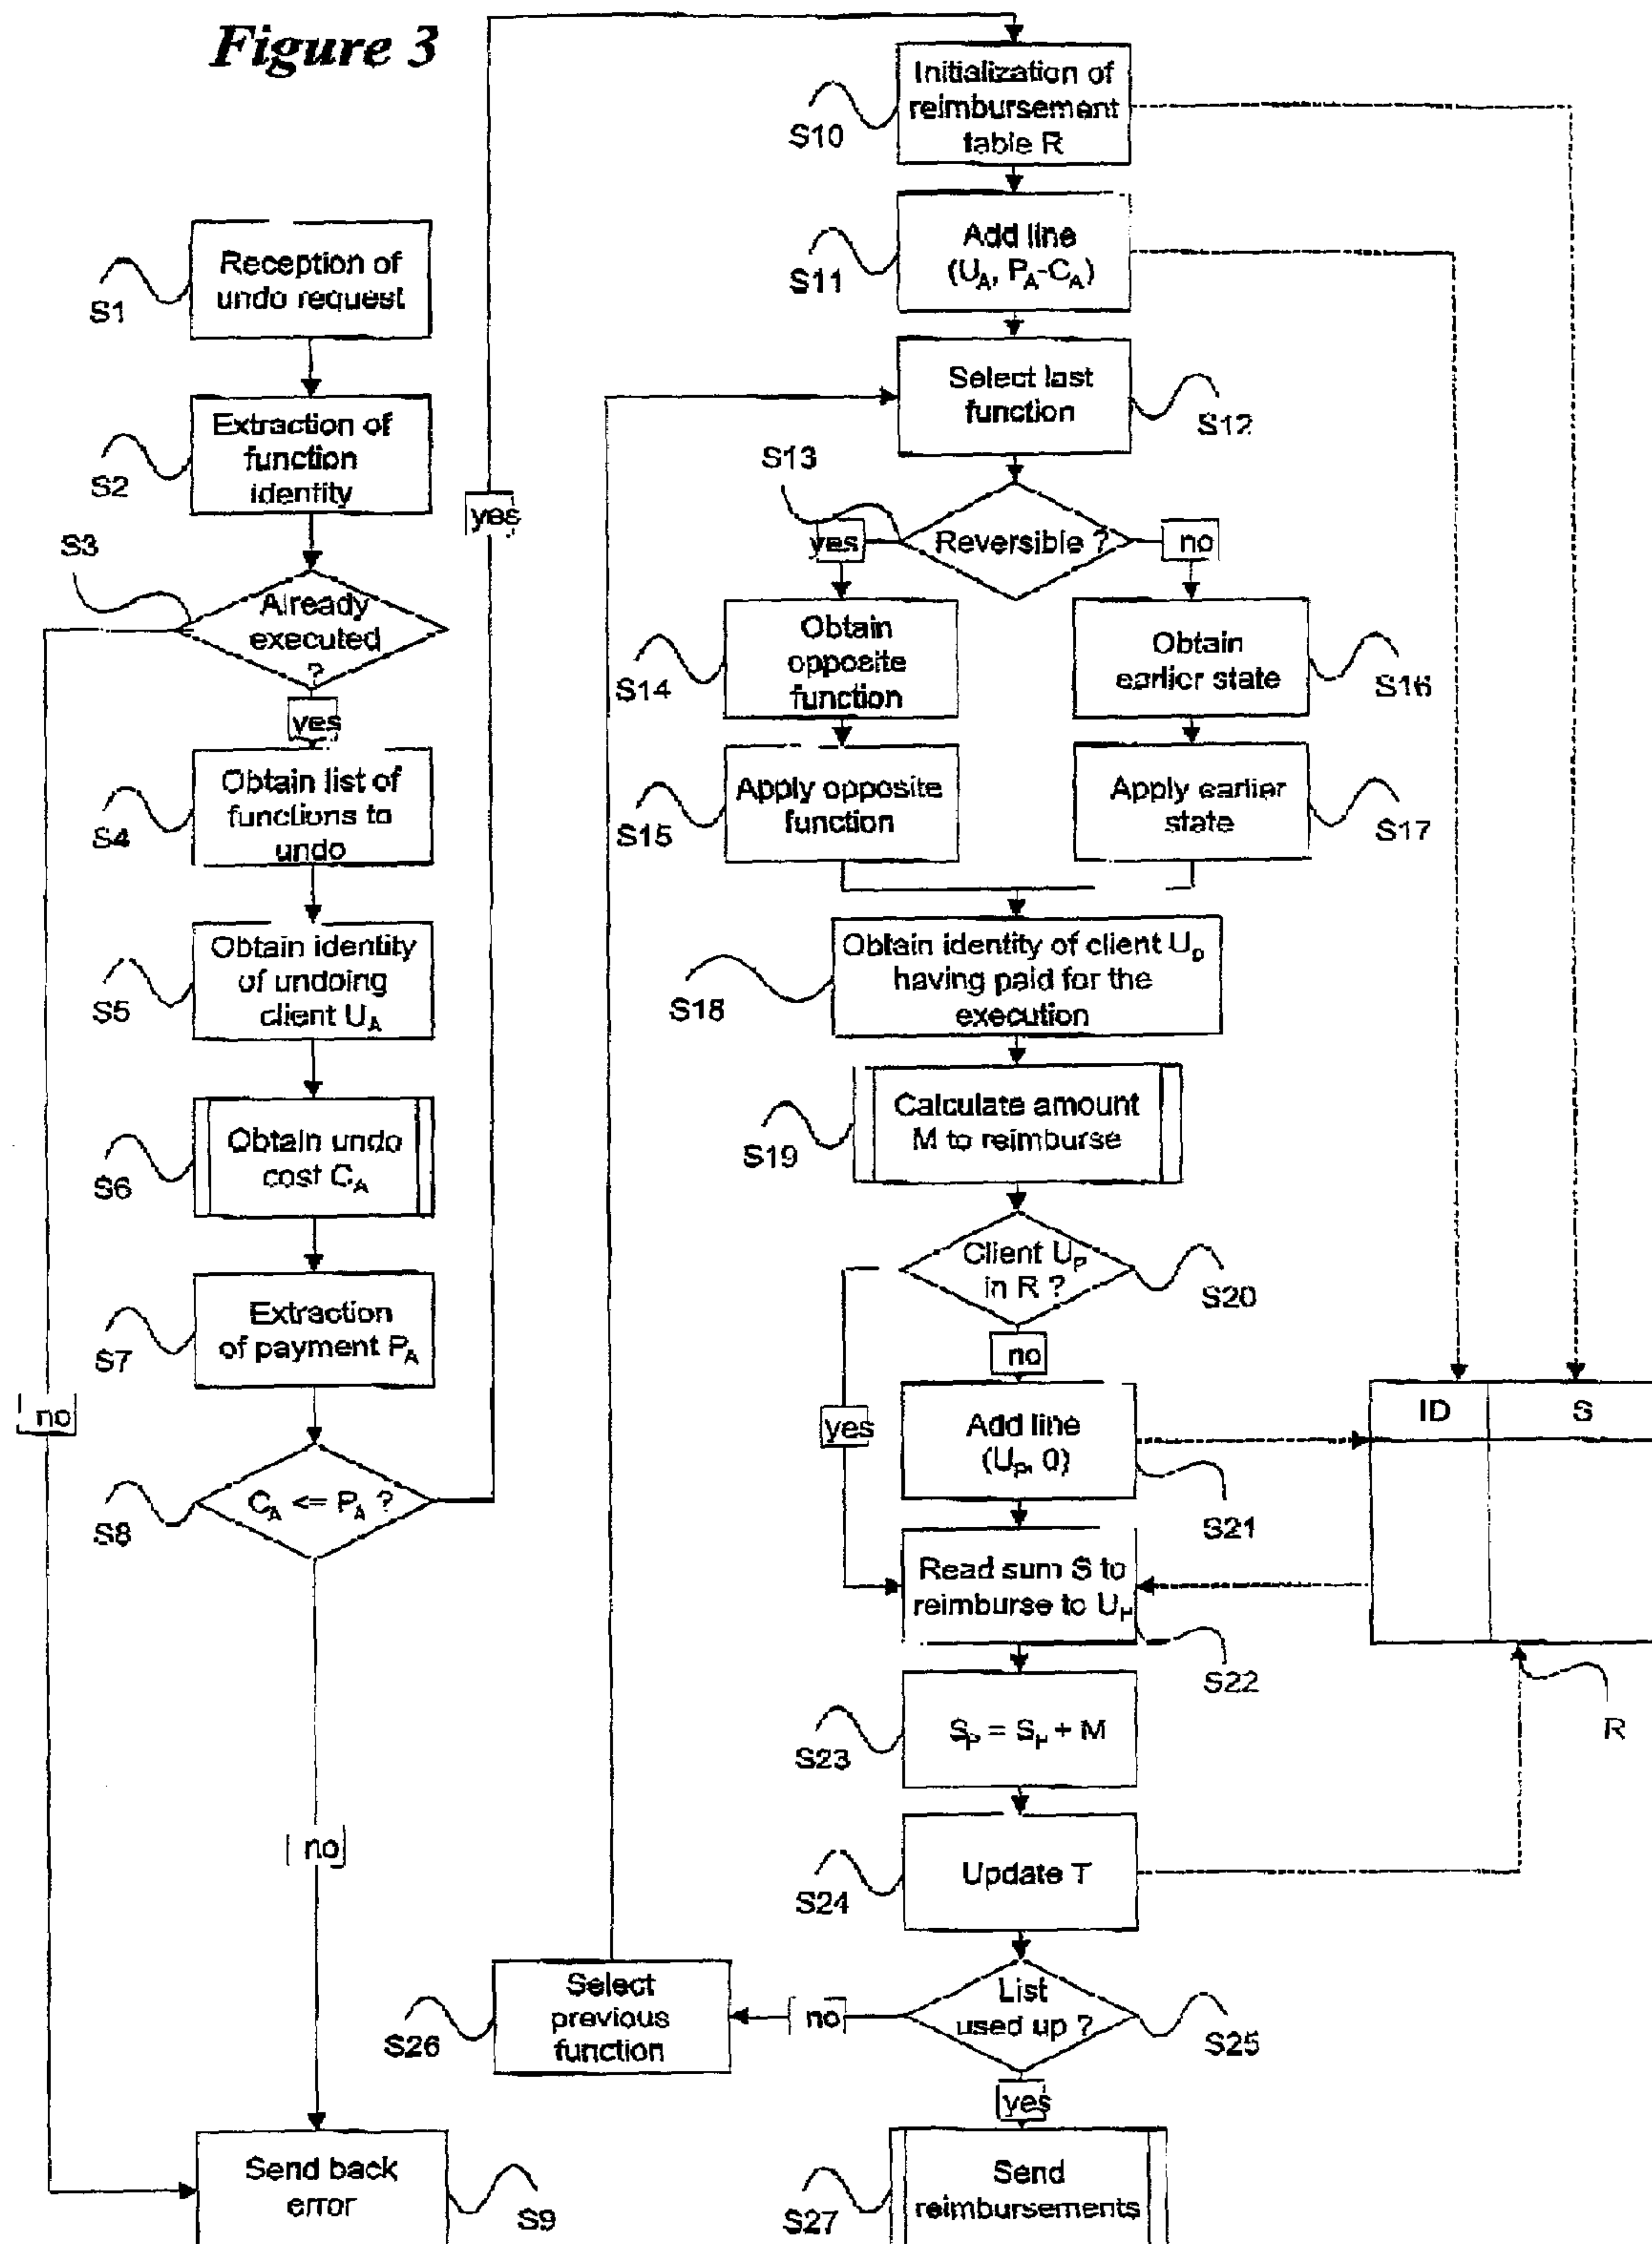 Figure 3
S1
Reception of
undo request
S2
Extraction of
function
identity
S3
Already
executed
?
yes
no
S4
Obtain list of
functions to
undo
S5
Obtain identity
of undoing
client U_A
S6
Obtain undo
cost C_A
S7
Extraction
of payment P_A
S8
C_A <= P_A ?
yes
no
Send back
error
S9
S10
Initialization of
reimbursement
table R
S11
Add line
(U_A, P_A-C_A)
Select last
function
S12
S13
Reversible ?
yes
no
S14
Obtain
opposite
function
Obtain
earlier state
S16
S15
Apply opposite
function
Apply earlier
state
S17
S18
Obtain identity of client U_p
having paid for the
execution
S19
Calculate amount
M to reimburse
Client U_P
in R ?
S20
no
yes
Add line
(U_P, 0)
S21
ID
S
R
Read sum S to
reimburse to U_P
S22
S23
S_P = S_P + M
S24
Update T
List
used up ?
S25
no
S26
Select
previous
function
yes
S27
Send
reimbursements